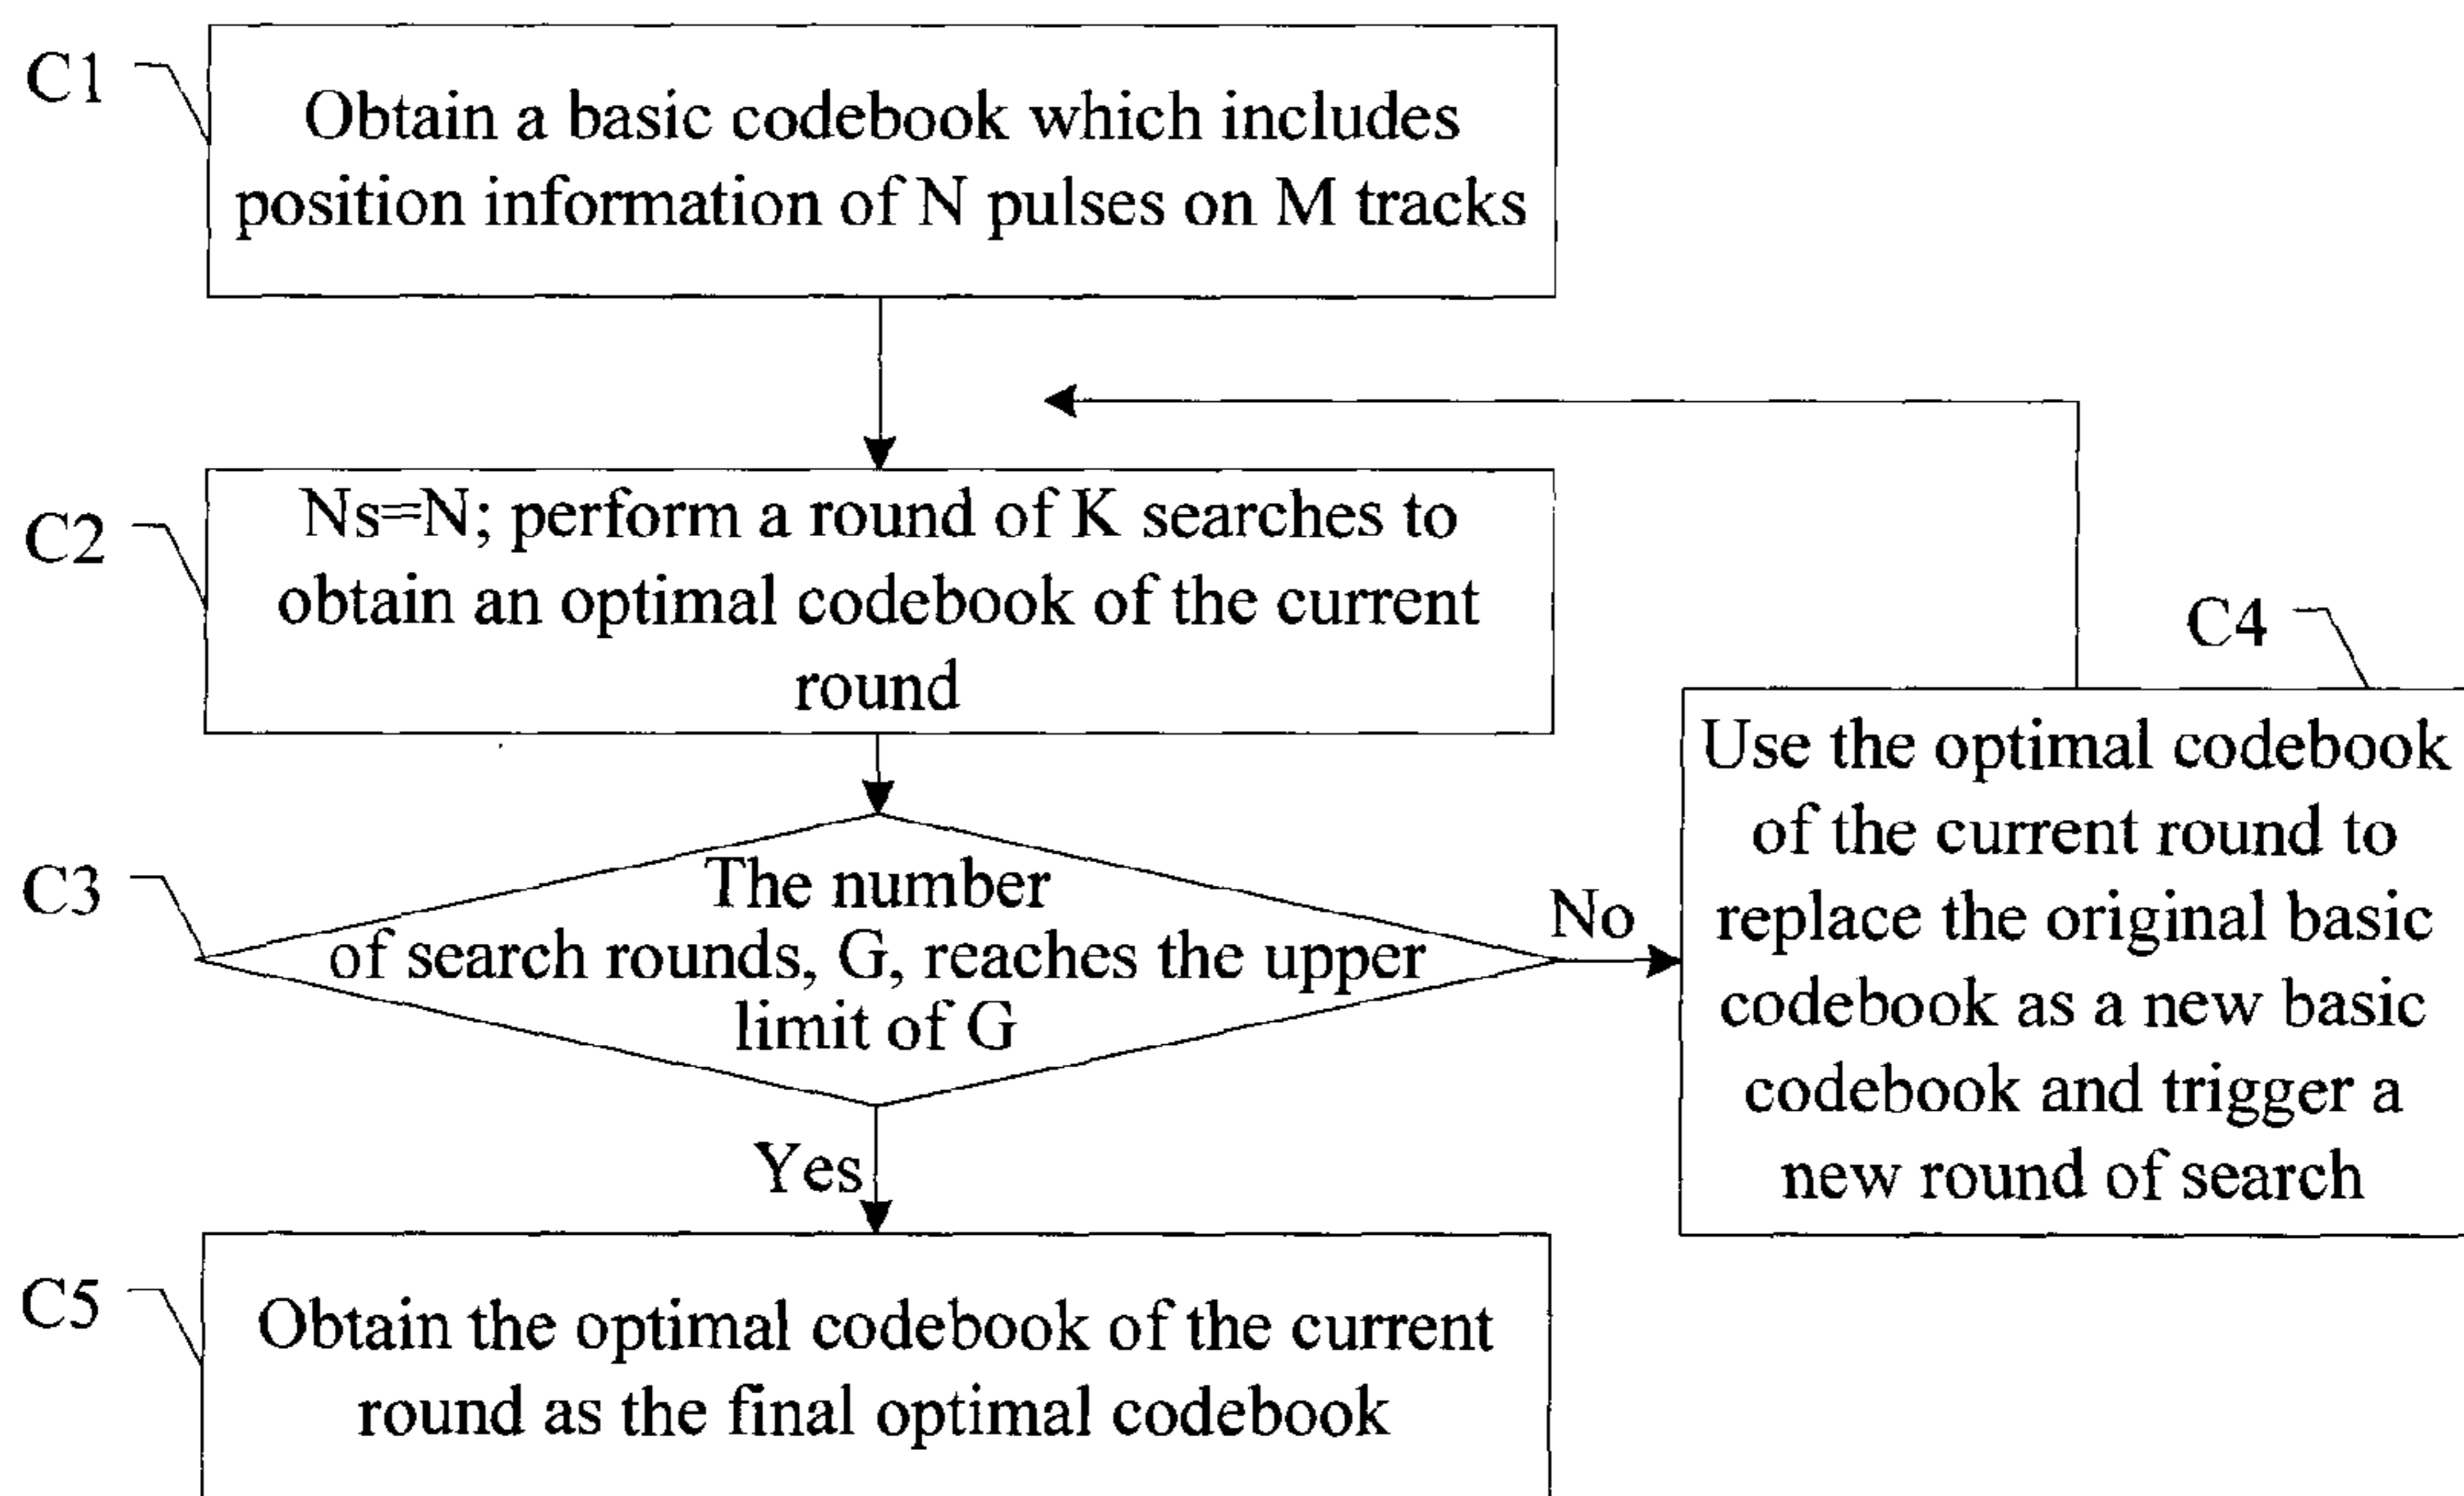 C1
Obtain a basic codebook which includes
position information of N pulses on M tracks
C2
Ns=N; perform a round of K searches to
obtain an optimal codebook of the current
round
C3
The number
of search rounds, G, reaches the upper
limit of G
No
C4
Use the optimal codebook
of the current round to
replace the original basic
codebook as a new basic
codebook and trigger a
new round of search
Yes
C5
Obtain the optimal codebook of the current
round as the final optimal codebook